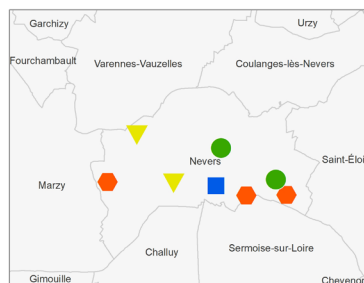 Garchizy
Urzy
Fourchambault
Varennes-Vauzelles
Coulanges-lès-Nevers
Nevers
Saint-Éloi
Marzy
Challuy
Sermoise-sur-Loire
Gimouille
Chevenon